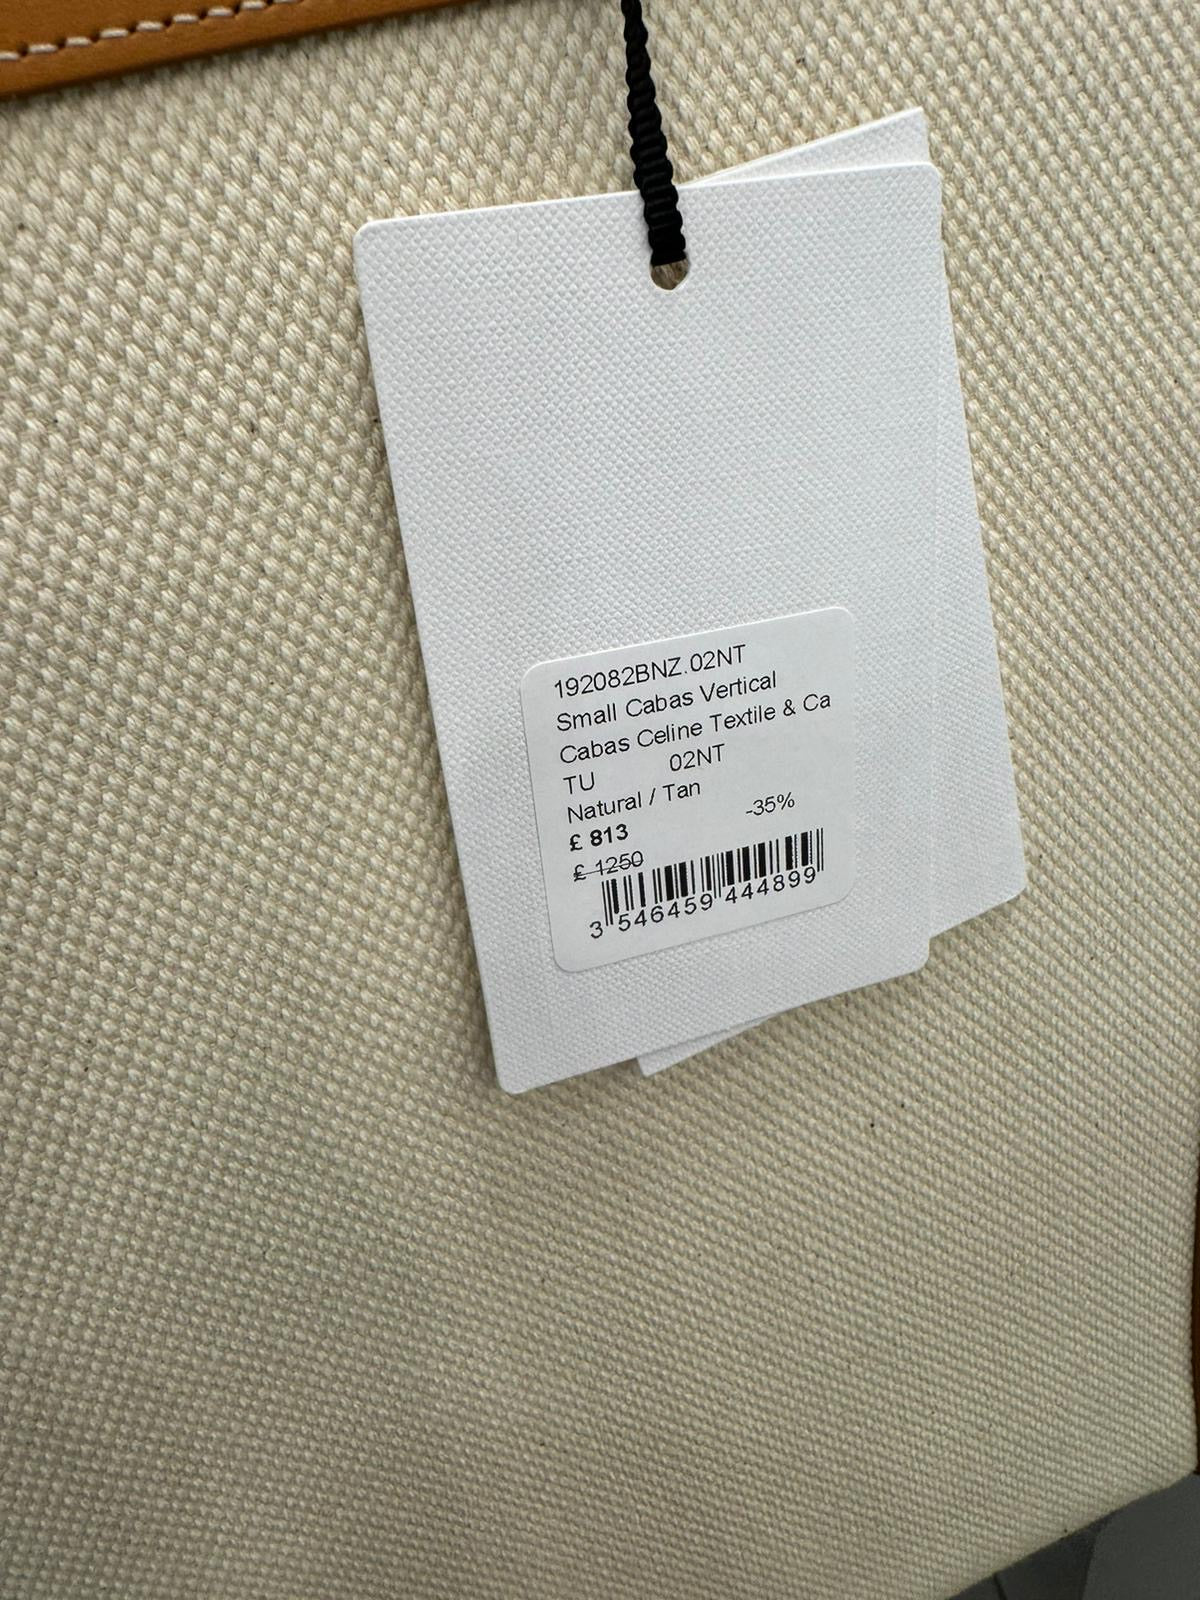 192082BNZ.02NT
Small Cabas Vertical
Cabas Celine Textile & Ca
TU 02NT
Natural / Tan
-35%
£ 813
£ 1250
3 546459 444899